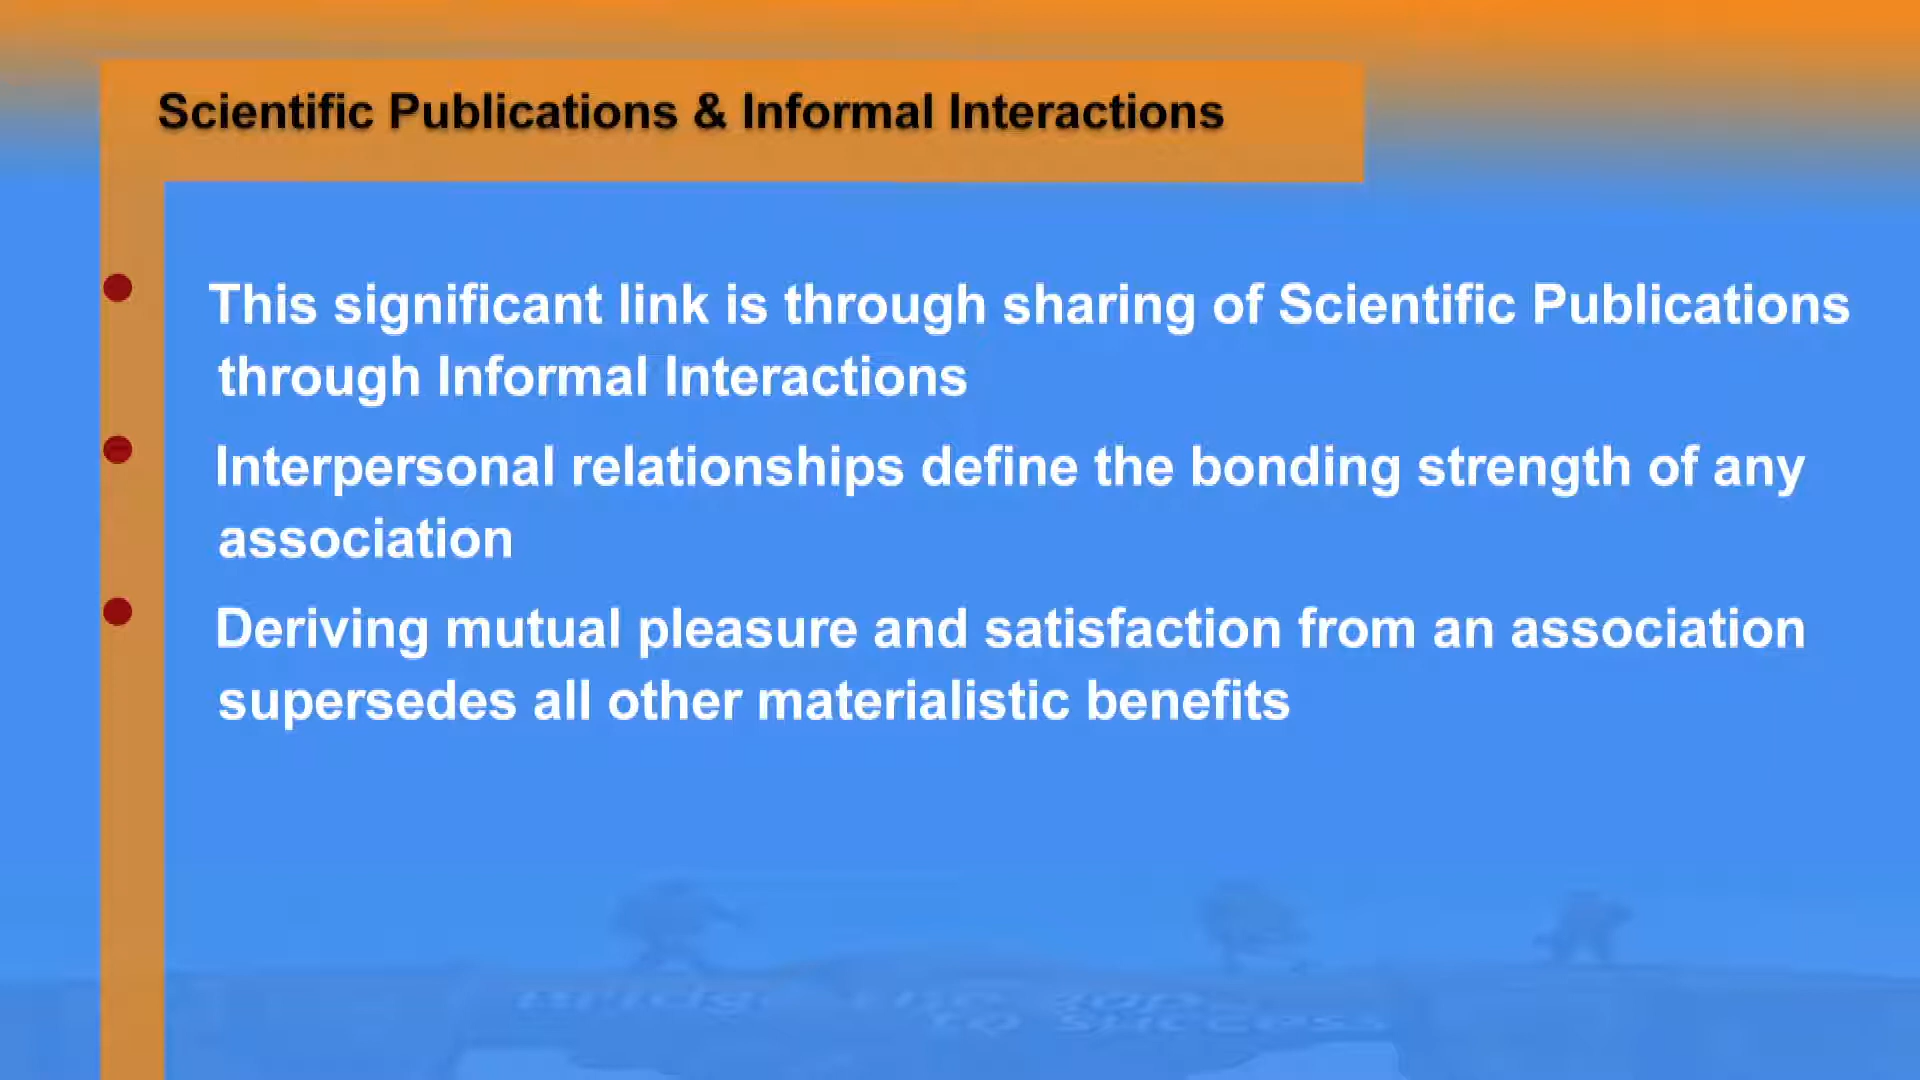 Scientific Publications & Informal Interactions
This significant link is through sharing of Scientific Publications
through Informal Interactions
Interpersonal relationships define the bonding strength of any
association
Deriving mutual pleasure and satisfaction from an association
supersedes all other materialistic benefits
to success